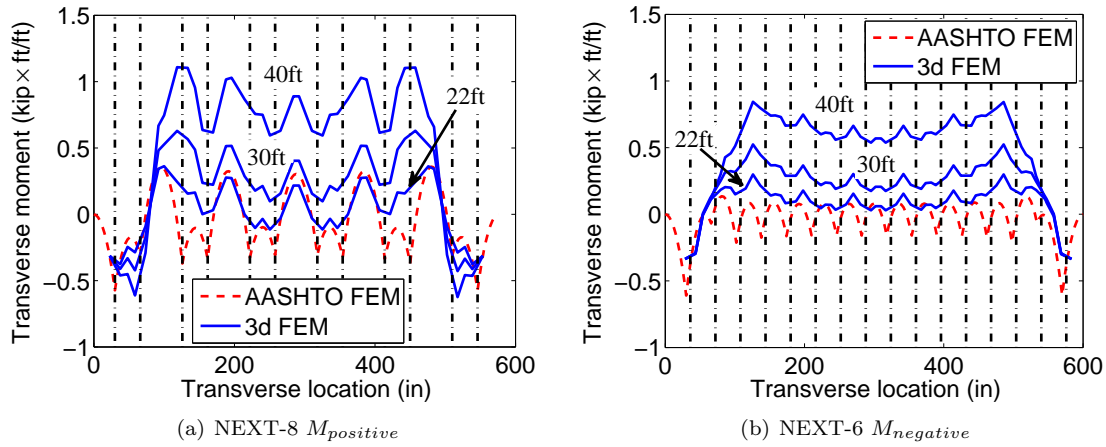 1.5
1
0.5
0
−0.5
−1
Transverse moment (kip× ft/ft)
40ft
22ft
30ft
AASHTO FEM
3d FEM
0 200 400 600
Transverse location (in)
(a) NEXT-8 Mpositive
1.5
1
0.5
0
−0.5
−1
Transverse moment (kip× ft/ft)
AASHTO FEM
3d FEM
40ft
22ft
30ft
0 200 400 600
Transverse location (in)
(b) NEXT-6 Mnegative